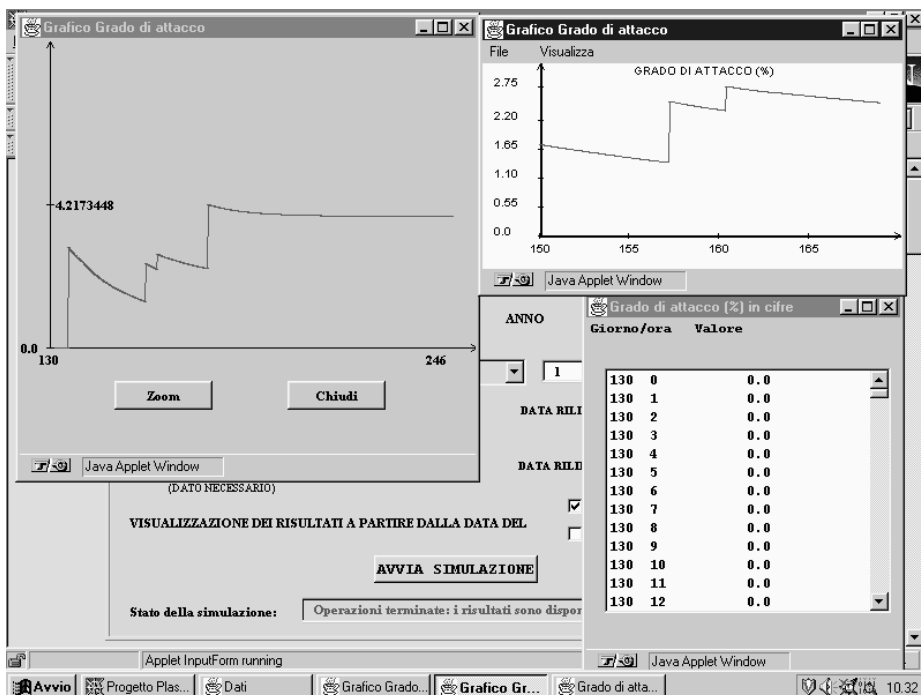 Grafico Grado di attacco
4.2173448
0.0
130
246
Zoom
Chiudi
Java Applet Window
Grafico Grado di attacco
File Visualizza
GRADO DI ATTACCO (%)
2.75
2.20
1.65
1.10
0.55
0.0
150 155 160 165
Java Applet Window
ANNO
1
DATA RILI
DATA RILI
(DATO NECESSARIO)
VISUALIZZAZIONE DEI RISULTATI A PARTIRE DALLA DATA DEL
AVVIA SIMULAZIONE
Stato della simulazione: Operazioni terminate: i risultati sono dispor
Applet InputForm running
Grado di attacco (%) in cifre
Giorno/ora Valore
130 0 0.0
130 1 0.0
130 2 0.0
130 3 0.0
130 4 0.0
130 5 0.0
130 6 0.0
130 7 0.0
130 8 0.0
130 9 0.0
130 10 0.0
130 11 0.0
130 12 0.0
Java Applet Window
Avvio Progetto Plas... Dati Grafico Grado... Grafico Gr... Grado di atta... 10.32